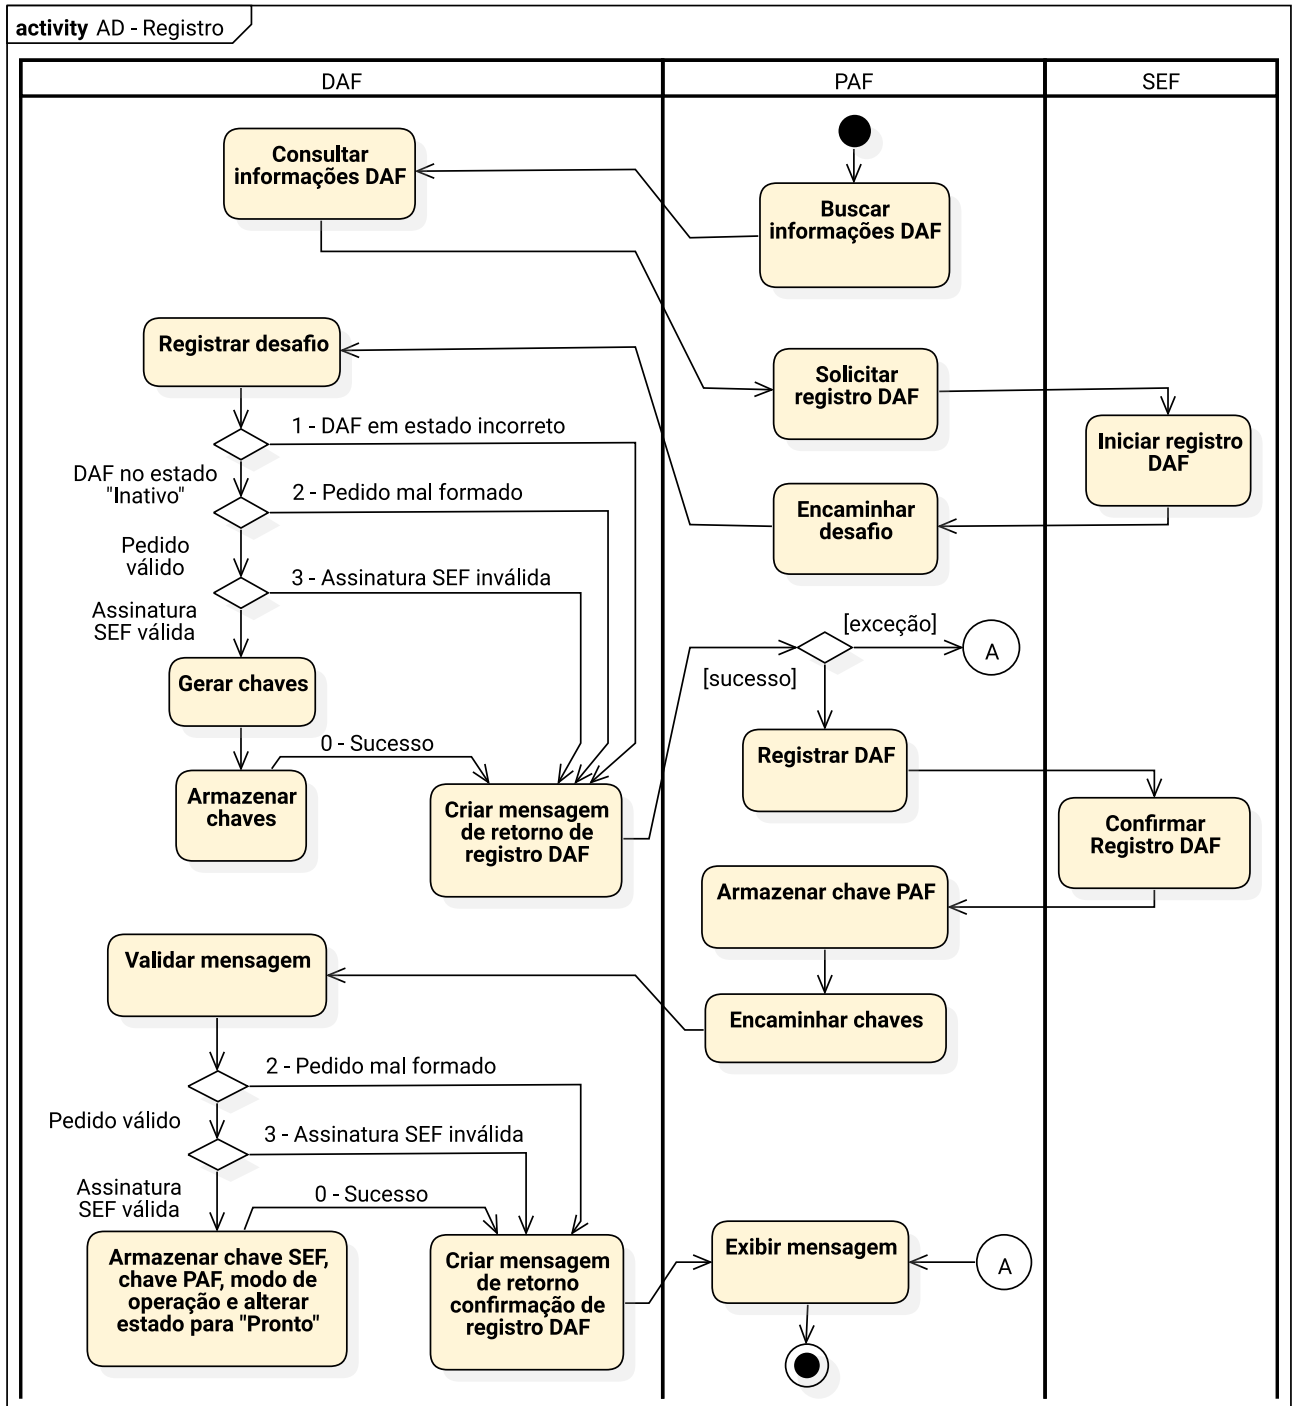 activity AD - Registro
DAF
PAF
SEF
Consultar
informações DAF
Buscar
informações DAF
Registrar desafio
Solicitar
registro DAF
1 - DAF em estado incorreto
Iniciar registro
DAF
DAF no estado
"Inativo"
2 - Pedido mal formado
Encaminhar
desafio
Pedido
válido
3 - Assinatura SEF inválida
Assinatura
SEF válida
[exceção]
A
[sucesso]
Gerar chaves
0 - Sucesso
Registrar DAF
Armazenar
chaves
Criar mensagem
de retorno de
registro DAF
Confirmar
Registro DAF
Armazenar chave PAF
Validar mensagem
Encaminhar chaves
2 - Pedido mal formado
Pedido válido
3 - Assinatura SEF inválida
Assinatura
SEF válida
0 - Sucesso
Armazenar chave SEF,
chave PAF, modo de
operação e alterar
estado para "Pronto"
Criar mensagem
de retorno
confirmação de
registro DAF
Exibir mensagem
A